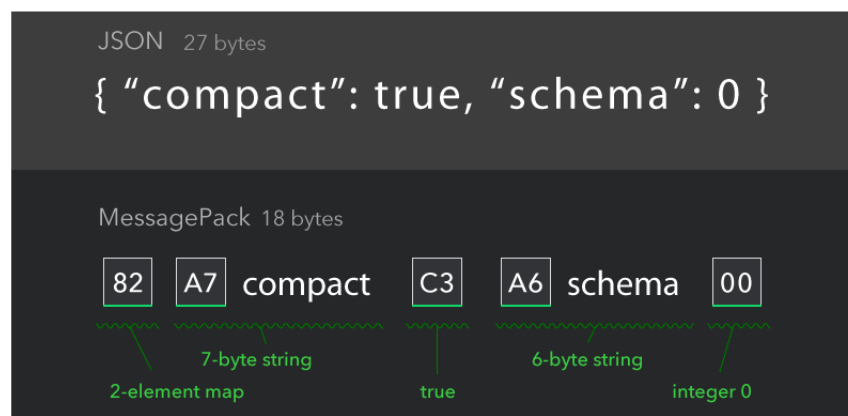 JSON 27 bytes
{ “compact”: true, “schema”: 0 }
MessagePack 18 bytes
82 A7 compact C3 A6 schema 00
7-byte string 6-byte string
2-element map true integer 0